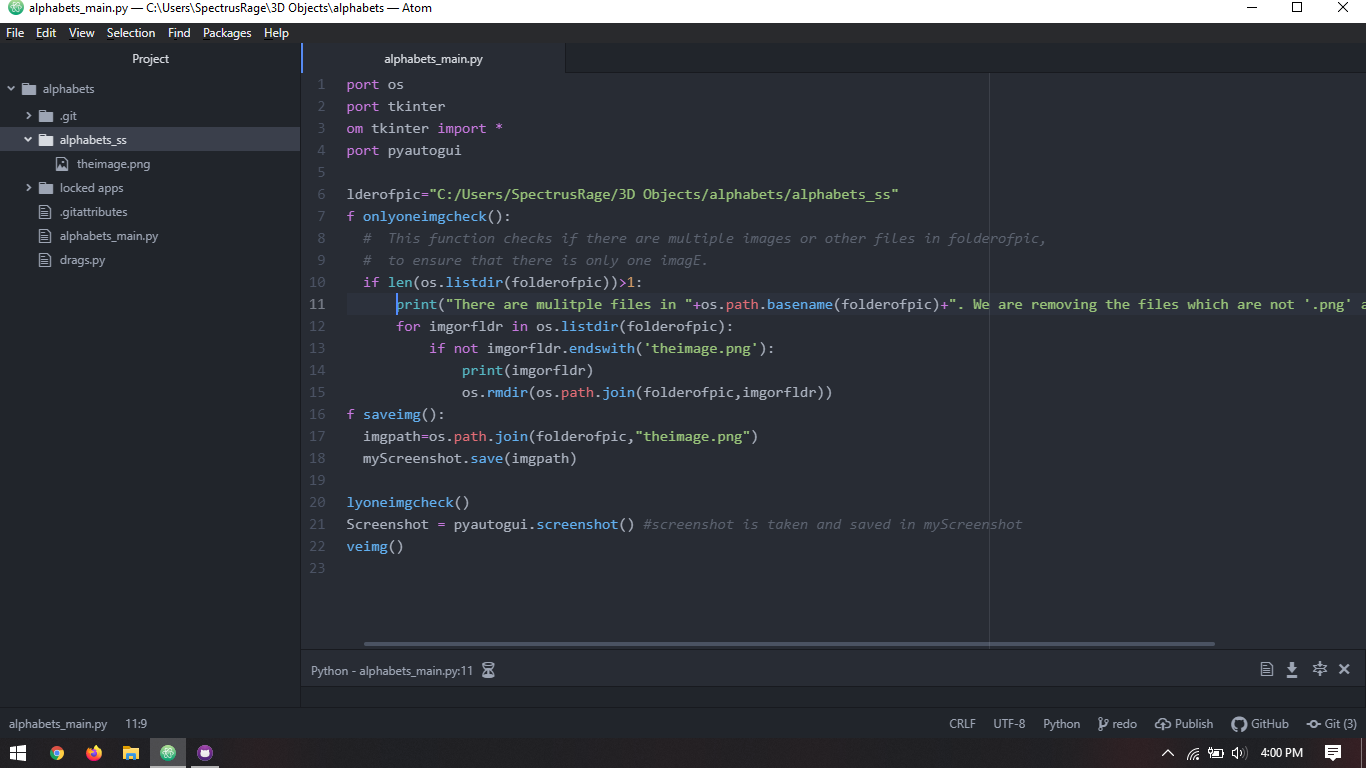 alphabets_main.py — C:\Users\SpectrusRage\3D Objects\alphabets — Atom
File Edit View Selection Find Packages Help
Project
alphabets
.git
alphabets_ss
theimage.png
locked apps
.gitattributes
alphabets_main.py
drags.py
alphabets_main.py
1 port os
2 port tkinter
3 om tkinter import *
4 port pyautogui
5
6 lderofpic="C:/Users/SpectrusRage/3D Objects/alphabets/alphabets_ss"
7 f onlyoneimgcheck():
8 # This function checks if there are multiple images or other files in folderofpic,
9 # to ensure that there is only one imagE.
10 if len(os.listdir(folderofpic))>1:
11 print("There are mulitple files in "+os.path.basename(folderofpic)+". We are removing the files which are not '.png' a
12 for imgorfldr in os.listdir(folderofpic):
13 if not imgorfldr.endswith('theimage.png'):
14 print(imgorfldr)
15 os.rmdir(os.path.join(folderofpic,imgorfldr))
16 f saveimg():
17 imgpath=os.path.join(folderofpic,"theimage.png")
18 myScreenshot.save(imgpath)
19
20 lyoneimgcheck()
21 Screenshot = pyautogui.screenshot() #screenshot is taken and saved in myScreenshot
22 veimg()
23
Python - alphabets_main.py:11
alphabets_main.py 11:9 CRLF UTF-8 Python redo Publish GitHub Git (3)
4:00 PM